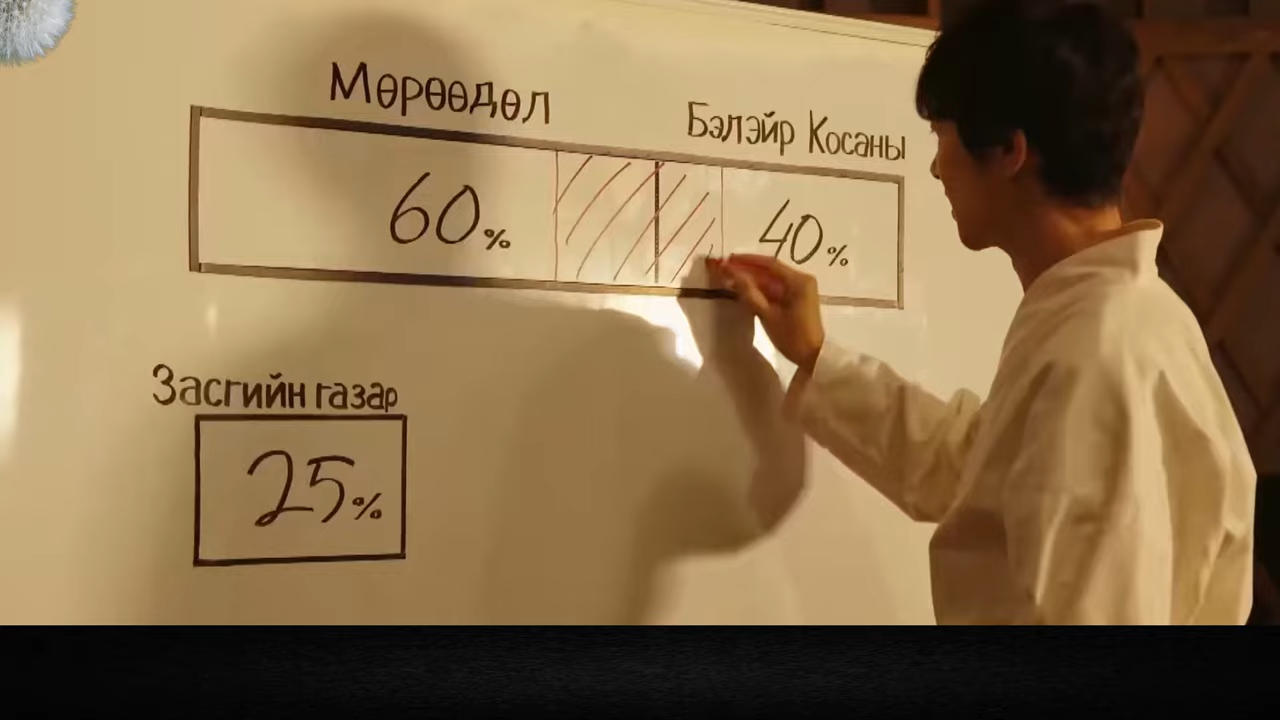 Мөрөөдөл
Бэлэйр Косаны
60%
40%
Засгийн газар
25%